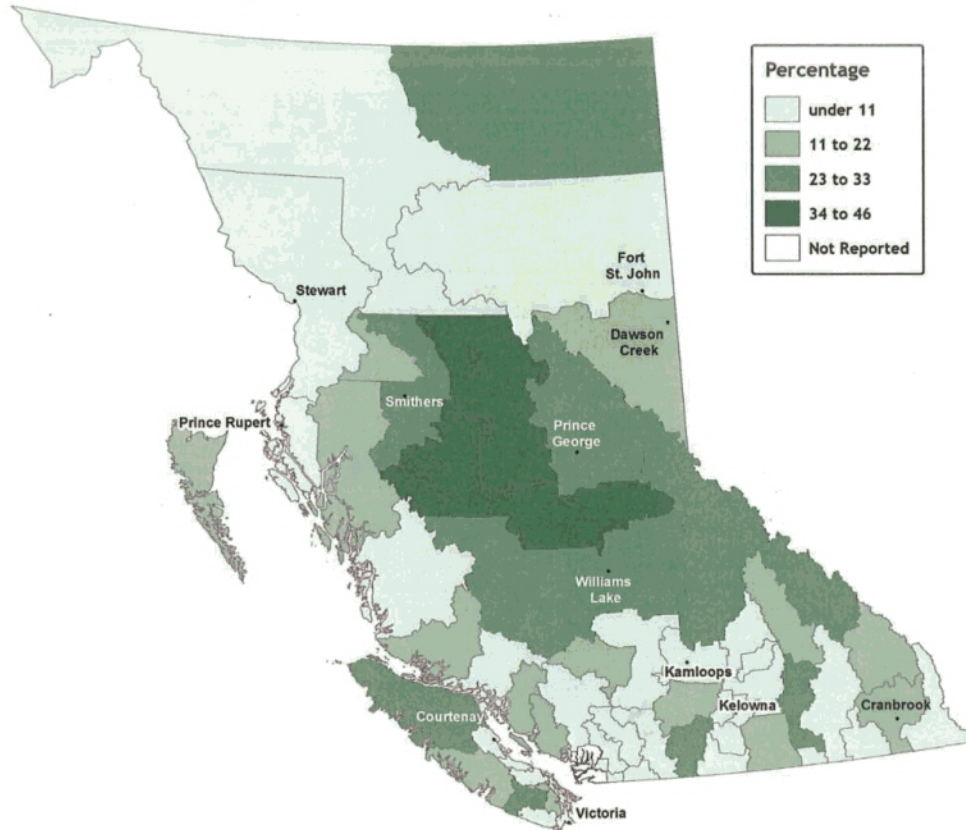 Percentage
under 11
11 to 22
23 to 33
34 to 46
Not Reported
Fort
St. John
Stewart
Dawson
Creek
Smithers
Prince Rupert
Prince
George
Williams
Lake
Kamloops
Kelowna
Courtenay
Cranbrook
Victoria